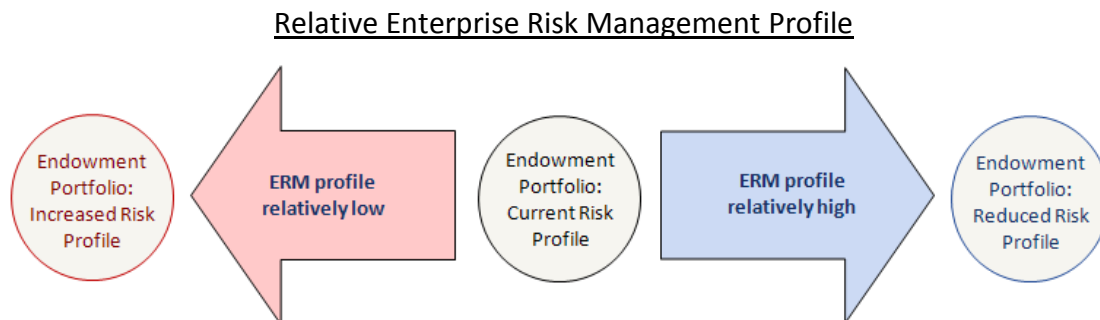 Relative Enterprise Risk Management Profile
Endowment
Portfolio:
Increased Risk
Profile
ERM profile
relatively low
Endowment
Portfolio:
Current Risk
Profile
ERM profile
relatively high
Endowment
Portfolio:
Reduced Risk
Profile